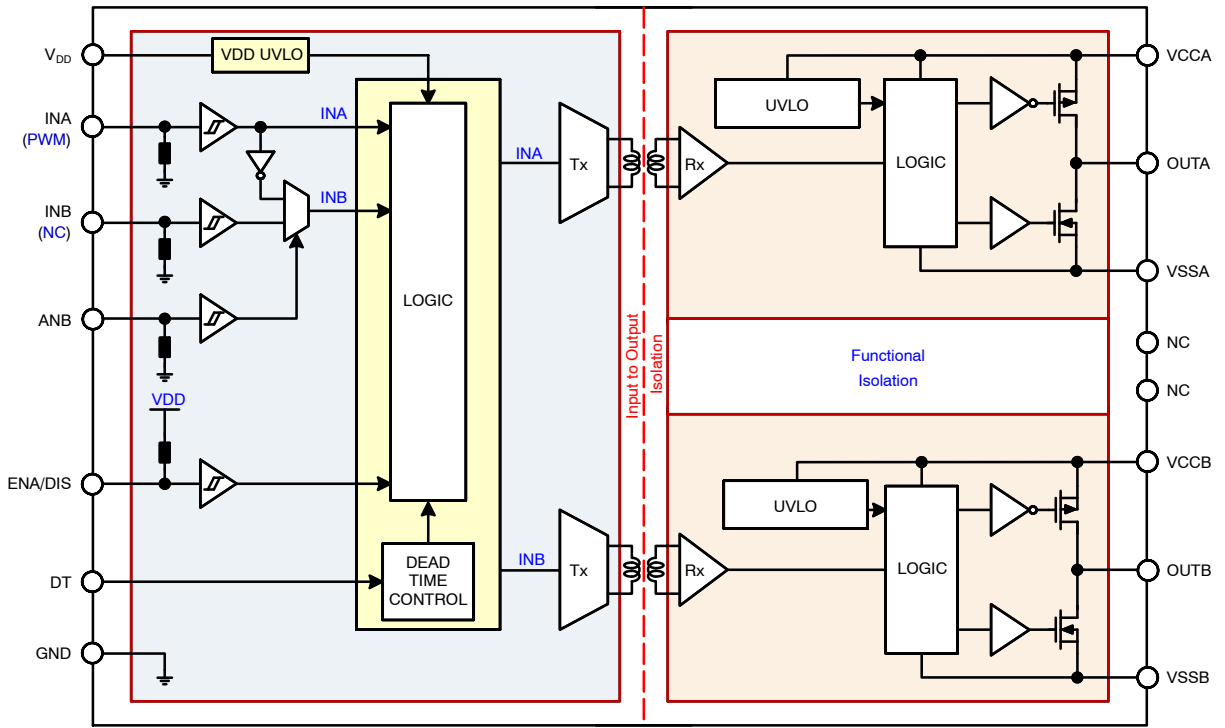 VDD
VDD UVLO
INA
(PWM)
INB
(NC)
ANB
VDD
ENA/DIS
DT
GND
INA
INB
LOGIC
DEAD
TIME
CONTROL
INA
Tx
INB
Tx
Input to Output
Isolation
Rx
UVLO
LOGIC
VCCA
OUTA
VSSA
Functional
Isolation
NC
NC
Rx
UVLO
LOGIC
VCCB
OUTB
VSSB